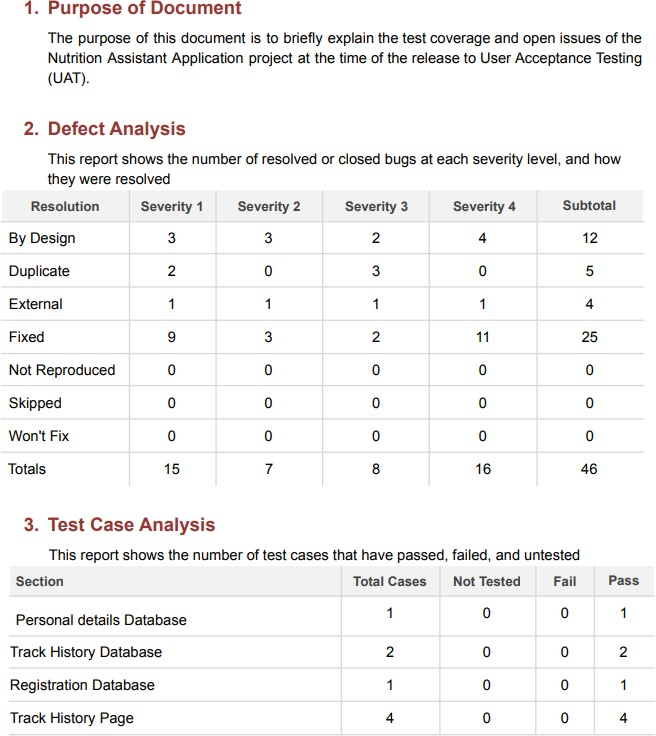 1. Purpose of Document
The purpose of this document is to briefly explain the test coverage and open issues of the
Nutrition Assistant Application project at the time of the release to User Acceptance Testing
(UAT).
2. Defect Analysis
This report shows the number of resolved or closed bugs at each severity level, and how
they were resolved
Resolution Severity 1 Severity 2 Severity 3 Severity 4 Subtotal
By Design 3 3 2 4 12
Duplicate 2 0 3 0 5
External 1 1 1 1 4
Fixed 9 3 2 11 25
Not Reproduced 0 0 0 0 0
Skipped 0 0 0 0 0
Won't Fix 0 0 0 0 0
Totals 15 7 8 16 46
3. Test Case Analysis
This report shows the number of test cases that have passed, failed, and untested
Section Total Cases Not Tested Fail Pass
Personal details Database 1 0 0 1
Track History Database 2 0 0 2
Registration Database 1 0 0 1
Track History Page 4 0 0 4